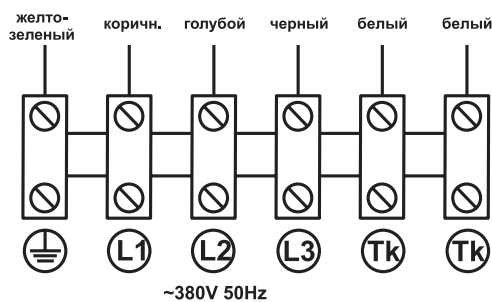 желто-
зеленый
коричн.
голубой
черный
белый
белый
L1
L2
L3
Tk
Tk
~380V 50Hz